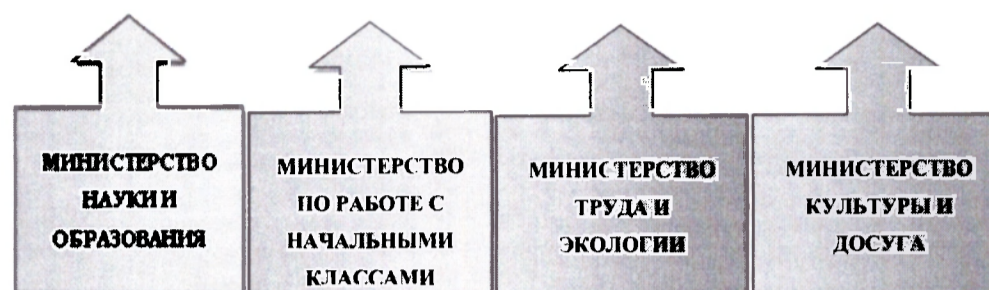 МИНИСТЕРСТВО
НАУКИ И
ОБРАЗОВАНИЯ
МИНИСТЕРСТВО
ПО РАБОТЕ С
НАЧАЛЬНЫМИ
КЛАССАМИ
МИНИСТЕРСТВО
ТРУДА И
ЭКОЛОГИИ
МИНИСТЕРСТВО
КУЛЬТУРЫ И
ДОСУГА